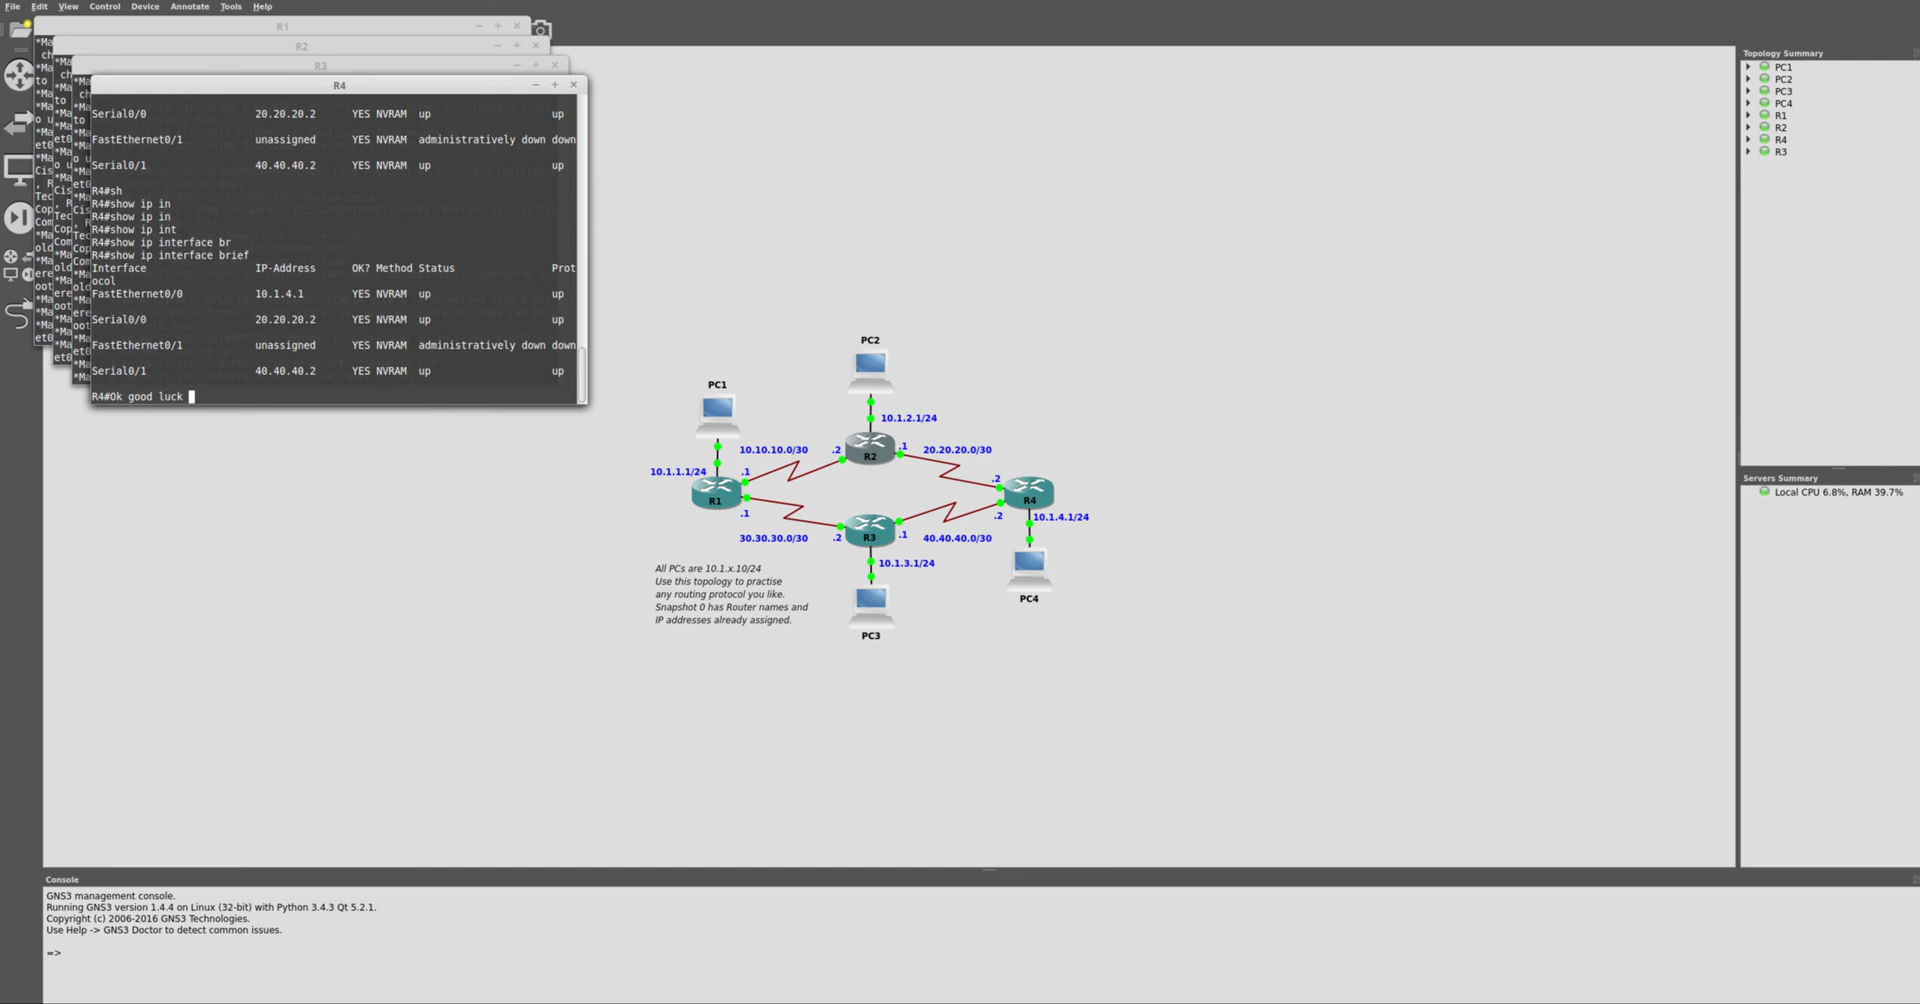 File Edit View Control Device Annotate Tools Help
R1
R2
R3
R4
Serial0/0 20.20.20.2 YES NVRAM up up
FastEthernet0/1 unassigned YES NVRAM administratively down down
Serial0/1 40.40.40.2 YES NVRAM up up
R4#sh
R4#show ip in
R4#show ip in
R4#show ip int
R4#show ip interface br
R4#show ip interface brief
Interface IP-Address OK? Method Status Prot
ocol
FastEthernet0/0 10.1.4.1 YES NVRAM up up
Serial0/0 20.20.20.2 YES NVRAM up up
FastEthernet0/1 unassigned YES NVRAM administratively down down
Serial0/1 40.40.40.2 YES NVRAM up up
R4#Ok good luck
PC2
PC1
10.1.2.1/24
10.10.10.0/30 .2 R2 .1 20.20.20.0/30
10.1.1.1/24 .1 .2
R1 R4
.1 .2 10.1.4.1/24
30.30.30.0/30 .2 R3 .1 40.40.40.0/30
10.1.3.1/24
All PCs are 10.1.x.10/24
Use this topology to practise
any routing protocol you like.
Snapshot 0 has Router names and
IP addresses already assigned.
PC4
PC3
Topology Summary
PC1
PC2
PC3
PC4
R1
R2
R4
R3
Servers Summary
Local CPU 6.8%, RAM 39.7%
Console
GNS3 management console.
Running GNS3 version 1.4.4 on Linux (32-bit) with Python 3.4.3 Qt 5.2.1.
Copyright (c) 2006-2016 GNS3 Technologies.
Use Help -> GNS3 Doctor to detect common issues.
=>